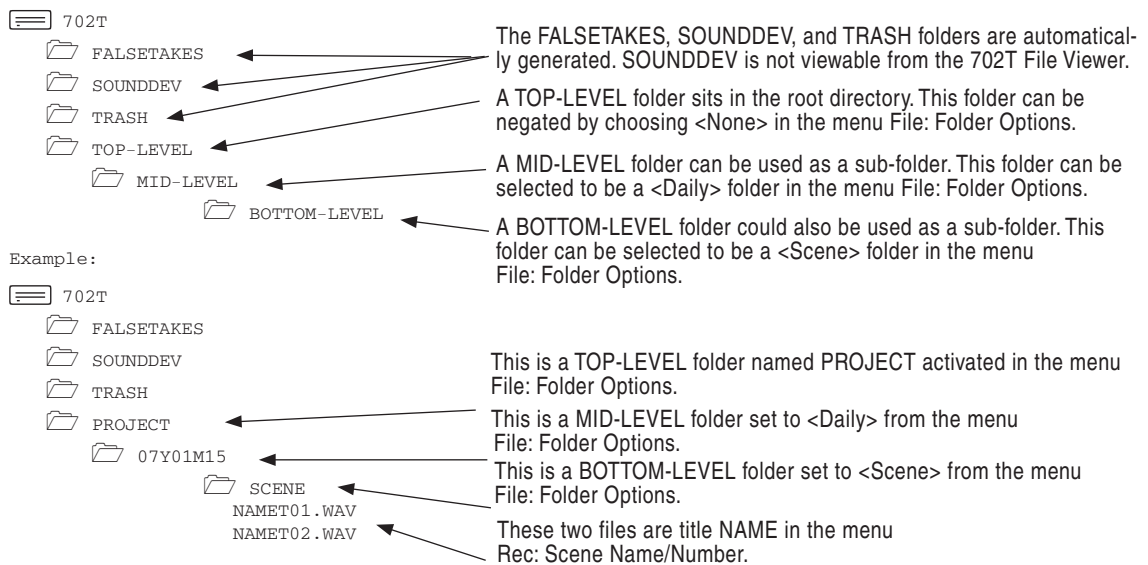 702T
FALSETAKES
SOUNDDEV
TRASH
TOP-LEVEL
MID-LEVEL
BOTTOM-LEVEL
The FALSETAKES, SOUNDDEV, and TRASH folders are automatical-
ly generated. SOUNDDEV is not viewable from the 702T File Viewer.
A TOP-LEVEL folder sits in the root directory. This folder can be
negated by choosing <None> in the menu File: Folder Options.
A MID-LEVEL folder can be used as a sub-folder. This folder can be
selected to be a <Daily> folder in the menu File: Folder Options.
A BOTTOM-LEVEL folder could also be used as a sub-folder. This
folder can be selected to be a <Scene> folder in the menu
File: Folder Options.
Example:
702T
FALSETAKES
SOUNDDEV
TRASH
PROJECT
07Y01M15
SCENE
NAMET01.WAV
NAMET02.WAV
This is a TOP-LEVEL folder named PROJECT activated in the menu
File: Folder Options.
This is a MID-LEVEL folder set to <Daily> from the menu
File: Folder Options.
This is a BOTTOM-LEVEL folder set to <Scene> from the menu
File: Folder Options.
These two files are title NAME in the menu
Rec: Scene Name/Number.